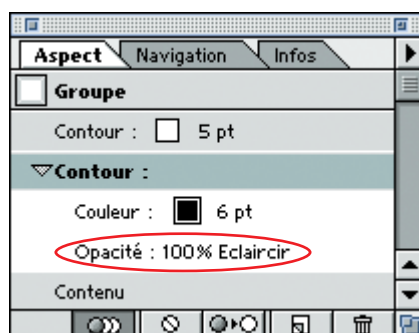 Aspect Navigation Infos
Groupe
Contour : 5 pt
Contour :
Couleur : 6 pt
Opacité : 100% Eclaircir
Contenu